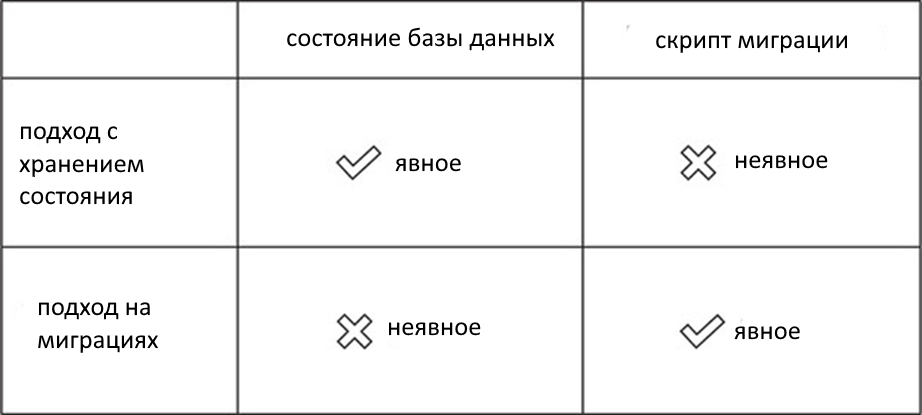 состояние базы данных
скрипт миграции
подход с
хранением
состояния
явное
неявное
подход на
миграциях
неявное
явное